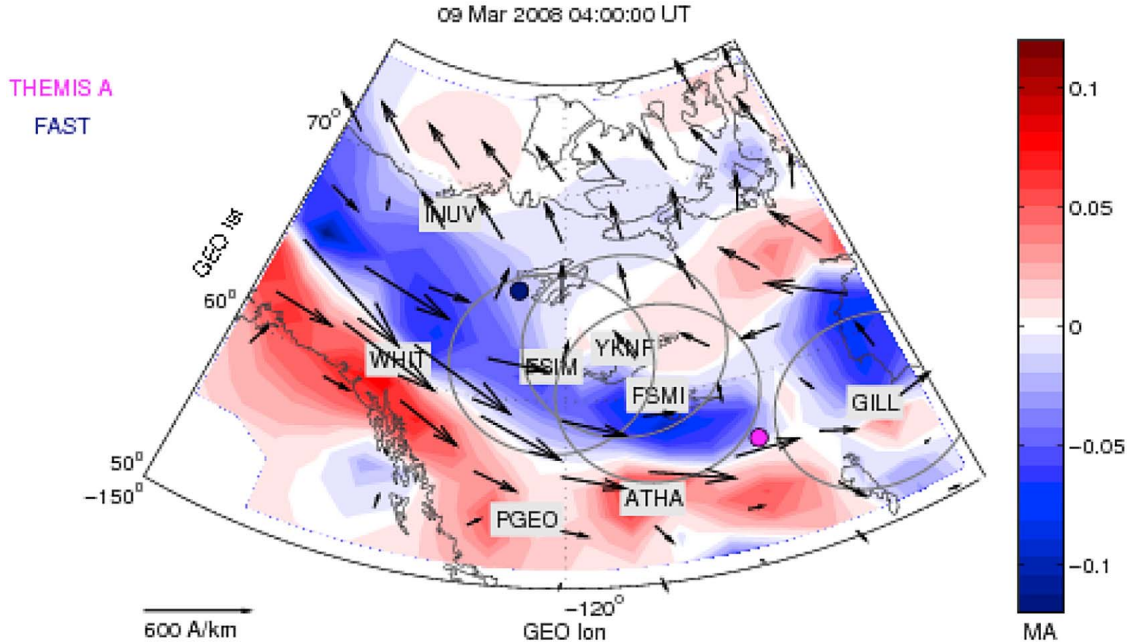 09 Mar 2008 04:00:00 UT
THEMIS A
FAST
MA
0.1
0.05
0
-0.05
-0.1
70°
60°
50°
-150°
-120°
GEO lat
GEO lon
INUV
WHIT
FSIM
YKNF
FSMI
GILL
ATHA
PGEO
600 A/km